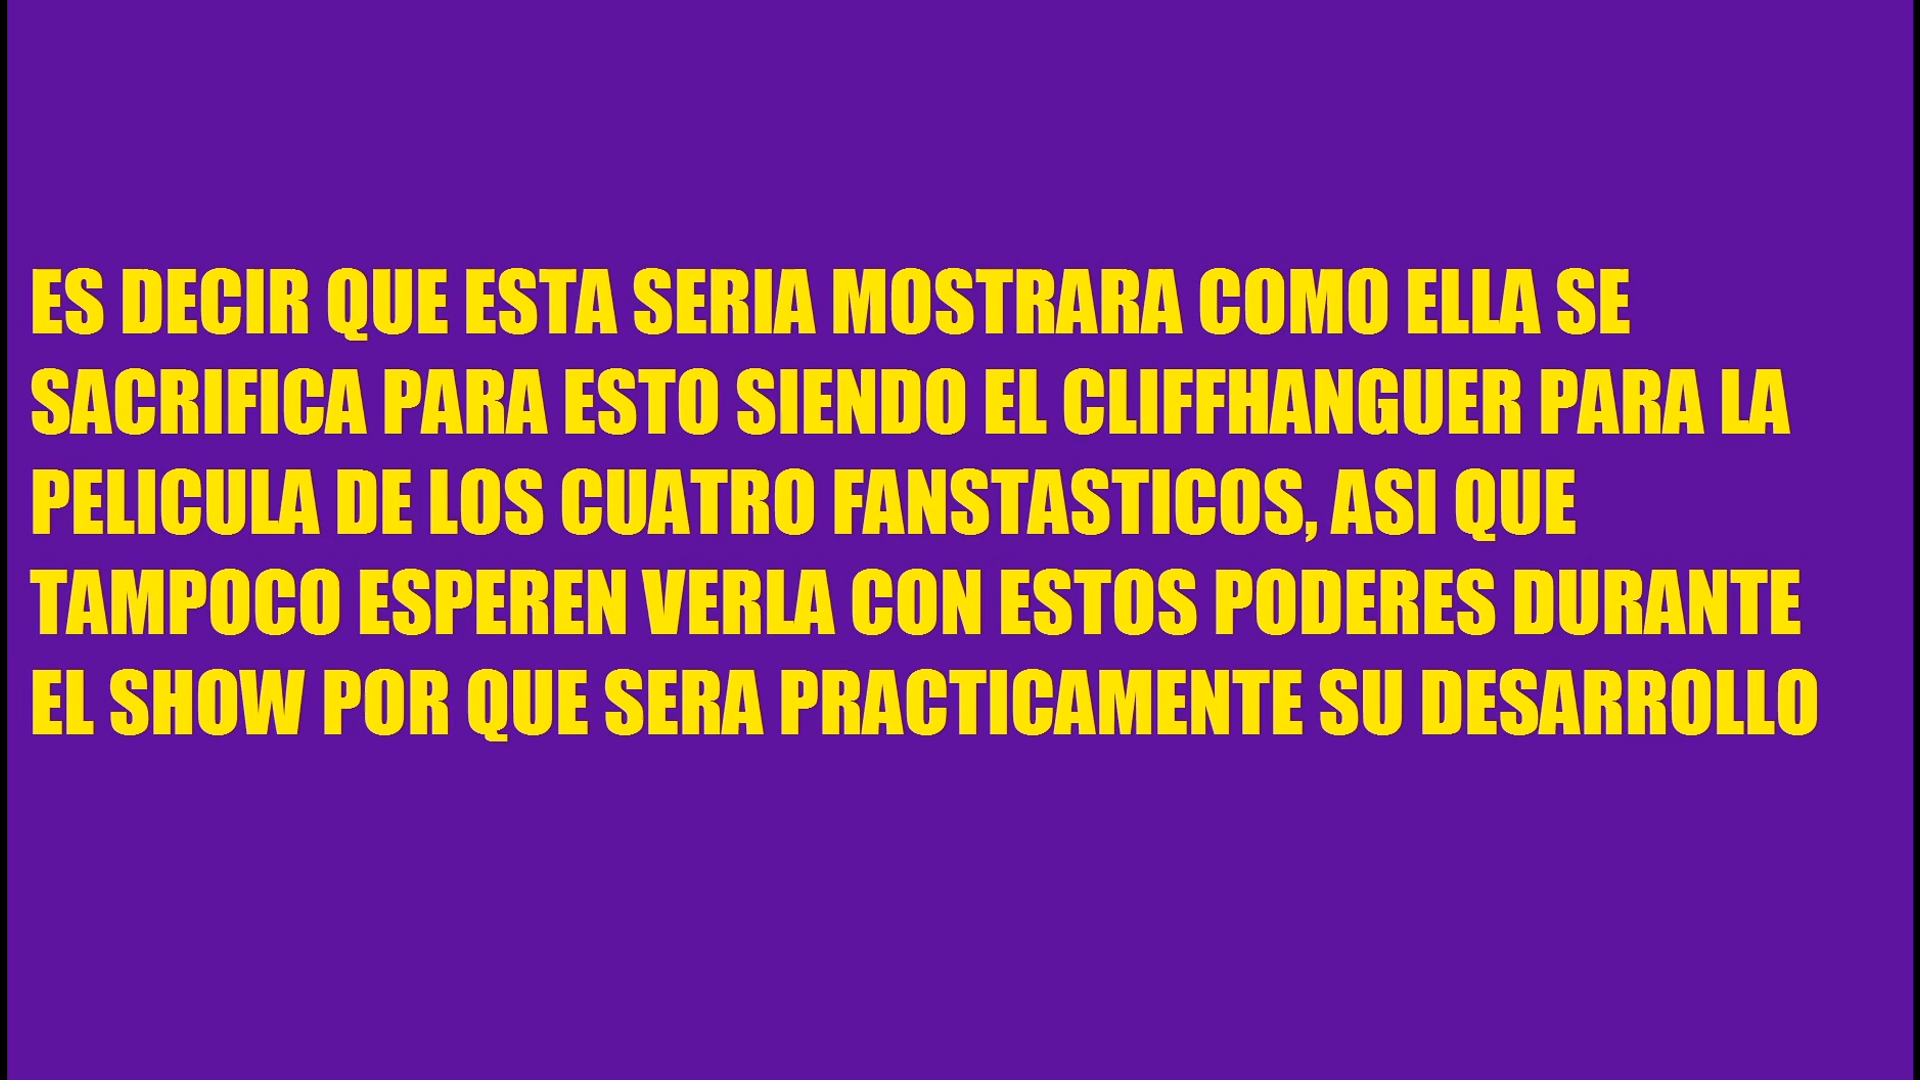 ES DECIR QUE ESTA SERIA MOSTRARA COMO ELLA SE
SACRIFICA PARA ESTO SIENDO EL CLIFFHANGUER PARA LA
PELICULA DE LOS CUATRO FANSTASTICOS, ASI QUE
TAMPOCO ESPEREN VERLA CON ESTOS PODERES DURANTE
EL SHOW POR QUE SERA PRACTICAMENTE SU DESARROLLO